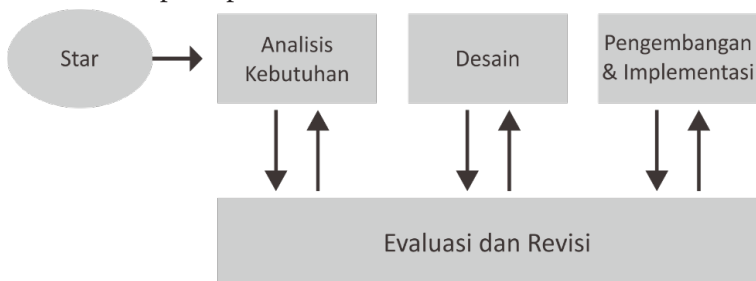 Star
Analisis
Kebutuhan
Desain
Pengembangan
& Implementasi
Evaluasi dan Revisi